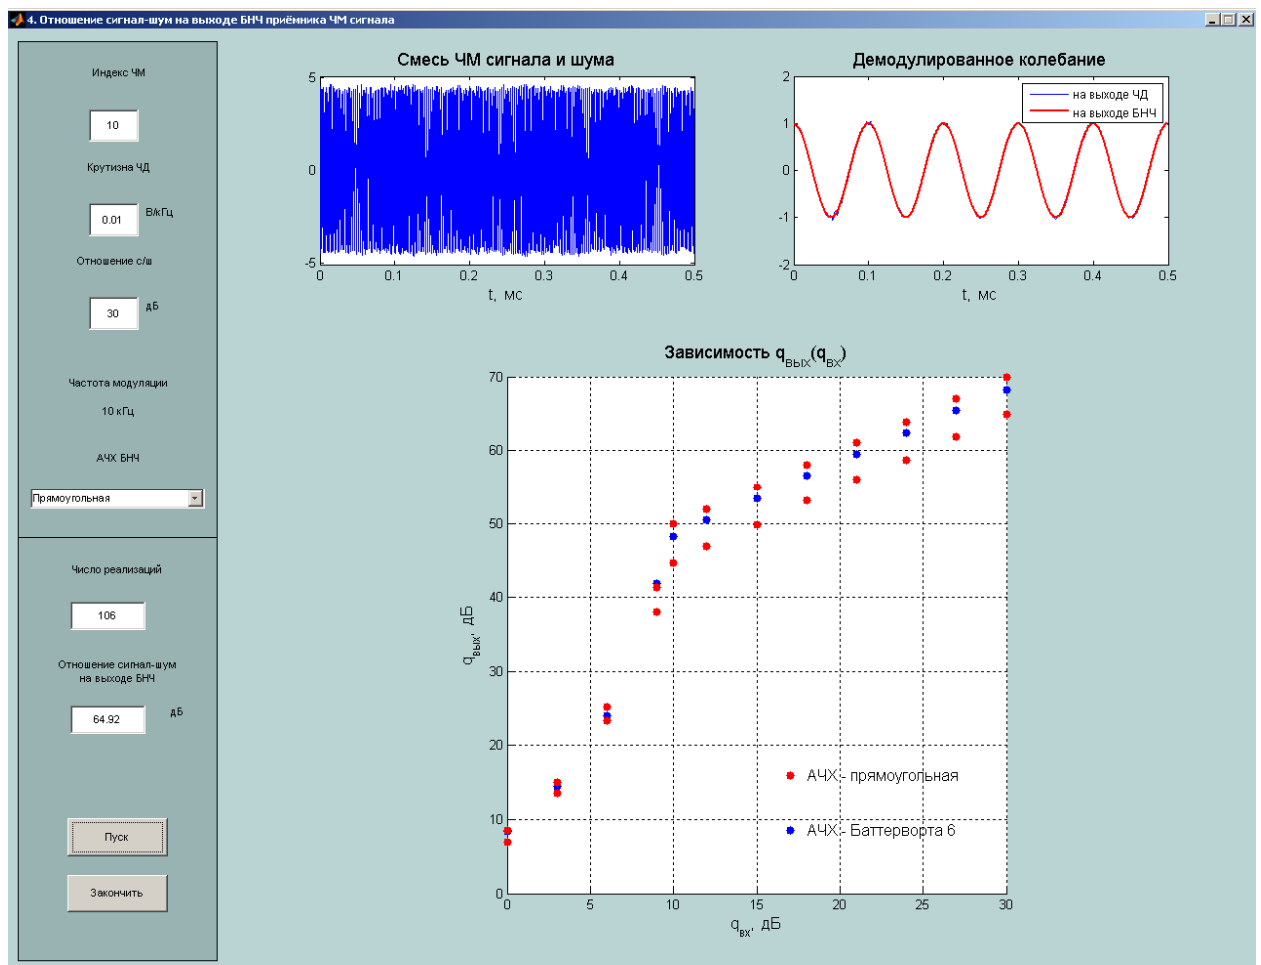 4. Отношение сигнал-шум на выходе БНЧ приёмника ЧМ сигнала
Индекс ЧМ
10
Крутизна ЧД
0.01 В/кГц
Отношение с/ш
30 дБ
Частота модуляции
10 кГц
АЧХ БНЧ
Прямоугольная
Число реализаций
106
Отношение сигнал-шум
на выходе БНЧ
64.92 дБ
Пуск
Закончить
Смесь ЧМ сигнала и шума
5
0
-5
0 0.1 0.2 0.3 0.4 0.5
t, мс
Демодулированное колебание
на выходе ЧД
на выходе БНЧ
2
1
0
-1
-2
0 0.1 0.2 0.3 0.4 0.5
t, мс
Зависимость qвых(qвх)
70
60
50
40
30
20
10
0
qвых, дБ
АЧХ - прямоугольная
АЧХ - Баттерворта 6
0 5 10 15 20 25 30
qвх, дБ